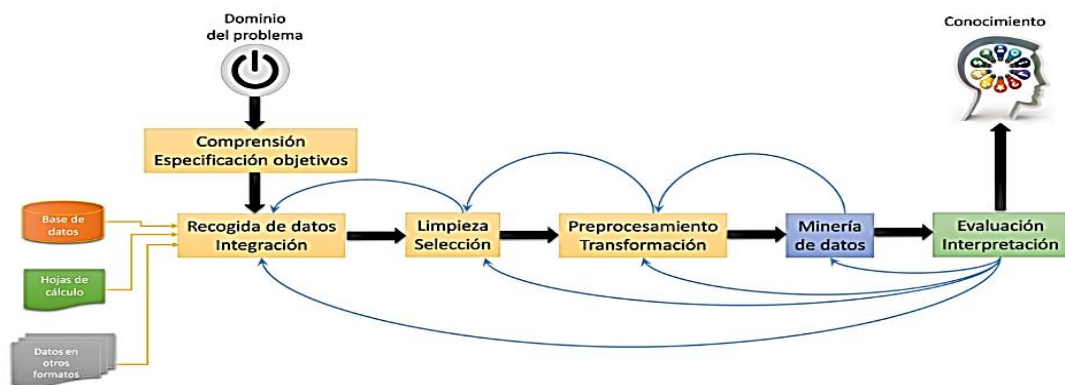 Dominio
del problema
Conocimiento
Comprensión
Especificación objetivos
Base de
datos
Recogida de datos
Integración
Limpieza
Selección
Preprocesamiento
Transformación
Minería
de datos
Evaluación
Interpretación
Hojas de
cálculo
Datos en
otros
formatos